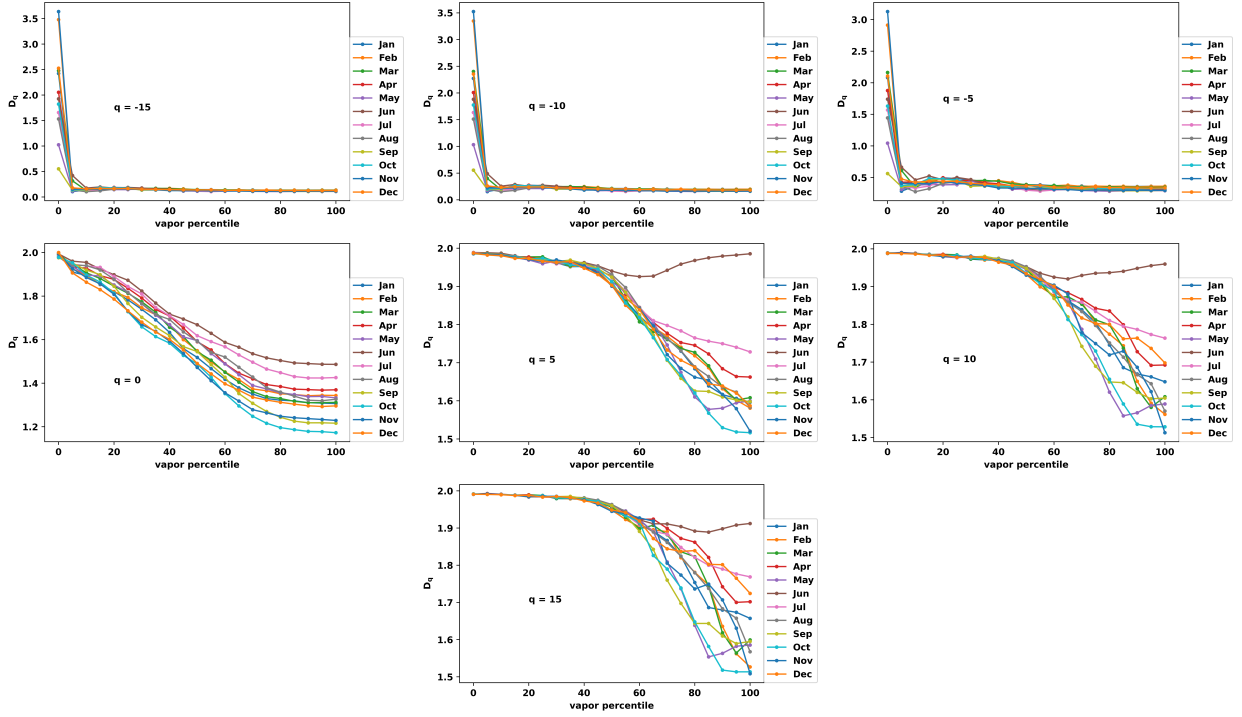 3.5
3.0
2.5
2.0
1.5
1.0
0.5
0.0
D_q
q = -15
0
20
40
60
80
100
vapor percentile
Jan
Feb
Mar
Apr
May
Jun
Jul
Aug
Sep
Oct
Nov
Dec
3.5
3.0
2.5
2.0
1.5
1.0
0.5
0.0
D_q
q = -10
0
20
40
60
80
100
vapor percentile
Jan
Feb
Mar
Apr
May
Jun
Jul
Aug
Sep
Oct
Nov
Dec
3.0
2.5
2.0
1.5
1.0
0.5
D_q
q = -5
0
20
40
60
80
100
vapor percentile
Jan
Feb
Mar
Apr
May
Jun
Jul
Aug
Sep
Oct
Nov
Dec
2.0
1.8
1.6
1.4
1.2
D_q
q = 0
0
20
40
60
80
100
vapor percentile
Jan
Feb
Mar
Apr
May
Jun
Jul
Aug
Sep
Oct
Nov
Dec
2.0
1.9
1.8
1.7
1.6
1.5
D_q
q = 5
0
20
40
60
80
100
vapor percentile
Jan
Feb
Mar
Apr
May
Jun
Jul
Aug
Sep
Oct
Nov
Dec
2.0
1.9
1.8
1.7
1.6
1.5
D_q
q = 10
0
20
40
60
80
100
vapor percentile
Jan
Feb
Mar
Apr
May
Jun
Jul
Aug
Sep
Oct
Nov
Dec
2.0
1.9
1.8
1.7
1.6
1.5
D_q
q = 15
0
20
40
60
80
100
vapor percentile
Jan
Feb
Mar
Apr
May
Jun
Jul
Aug
Sep
Oct
Nov
Dec